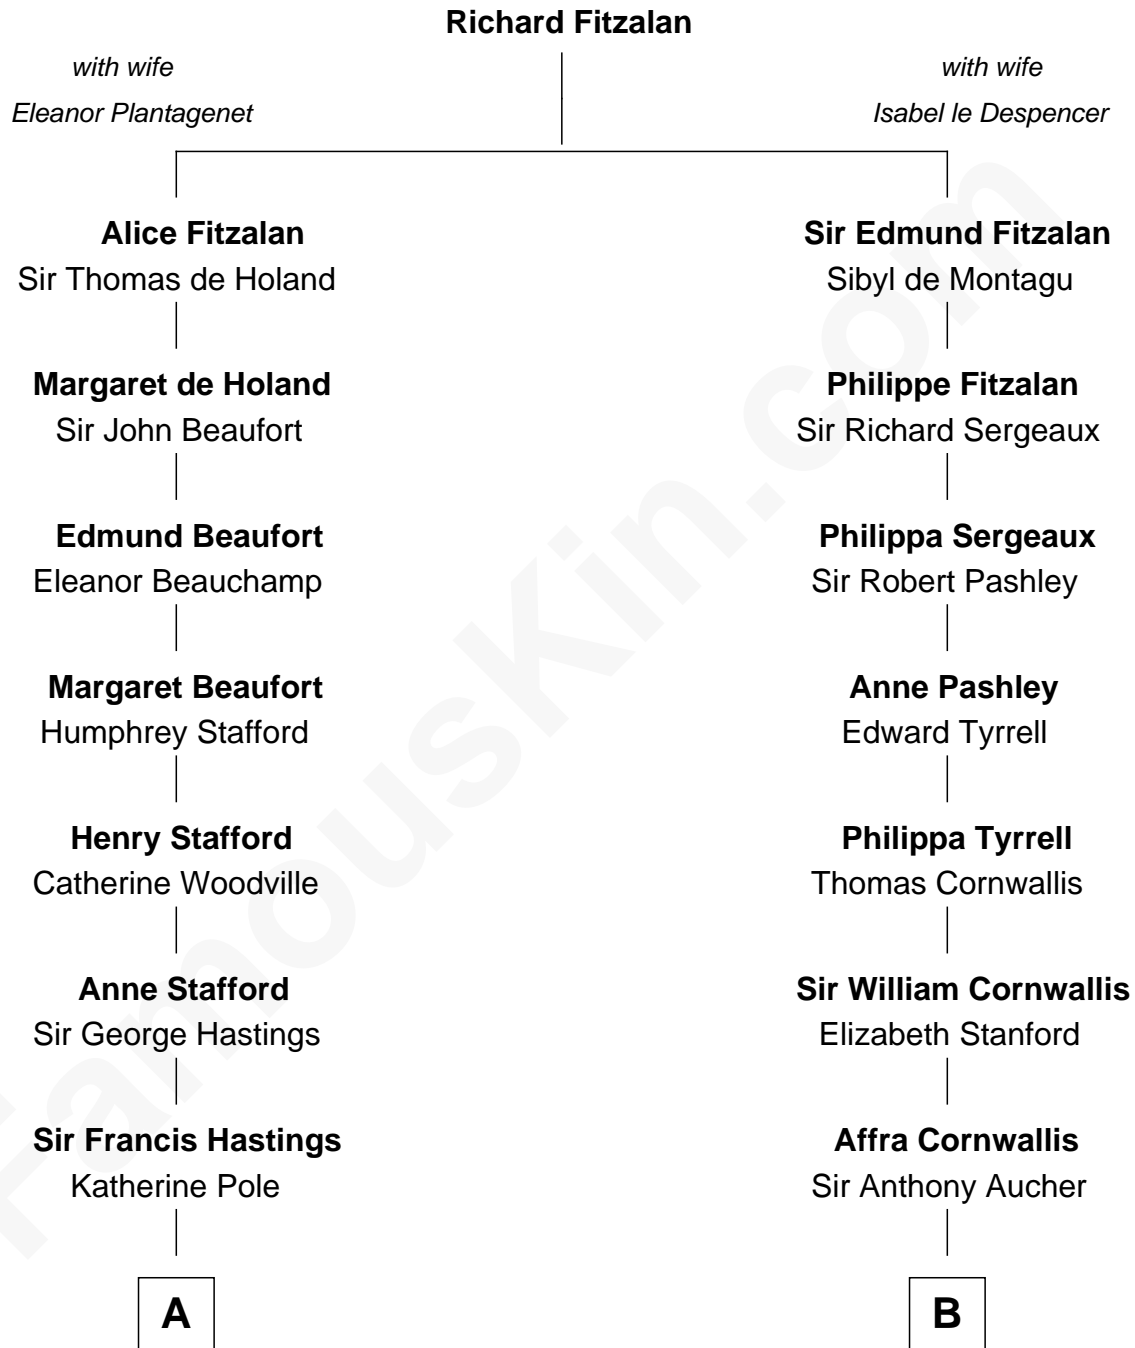 Richard Fitzalan
with wife
Eleanor Plantagenet
with wife
Isabel le Despencer
Alice Fitzalan
Sir Thomas de Holand
Sir Edmund Fitzalan
Sibyl de Montagu
Margaret de Holand
Sir John Beaufort
Philippe Fitzalan
Sir Richard Sergeaux
Edmund Beaufort
Eleanor Beauchamp
Philippa Sergeaux
Sir Robert Pashley
Margaret Beaufort
Humphrey Stafford
Anne Pashley
Edward Tyrrell
Henry Stafford
Catherine Woodville
Philippa Tyrrell
Thomas Cornwallis
Anne Stafford
Sir George Hastings
Sir William Cornwallis
Elizabeth Stanford
Sir Francis Hastings
Katherine Pole
Affra Cornwallis
Sir Anthony Aucher
A
B
FamousKin.com